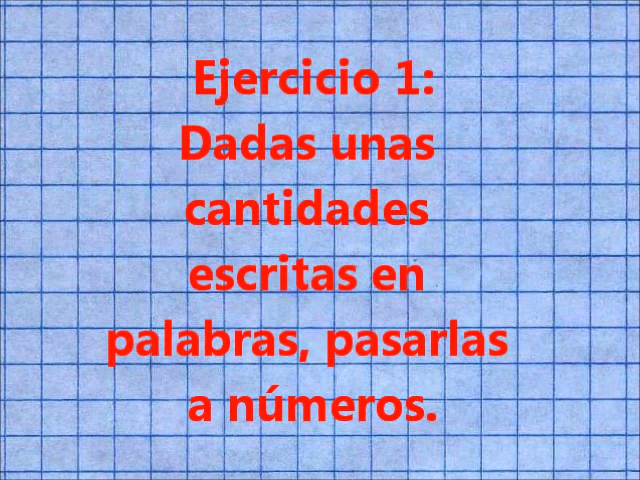 Ejercicio 1:
Dadas unas
cantidades
escritas en
palabras, pasarlas
a números.